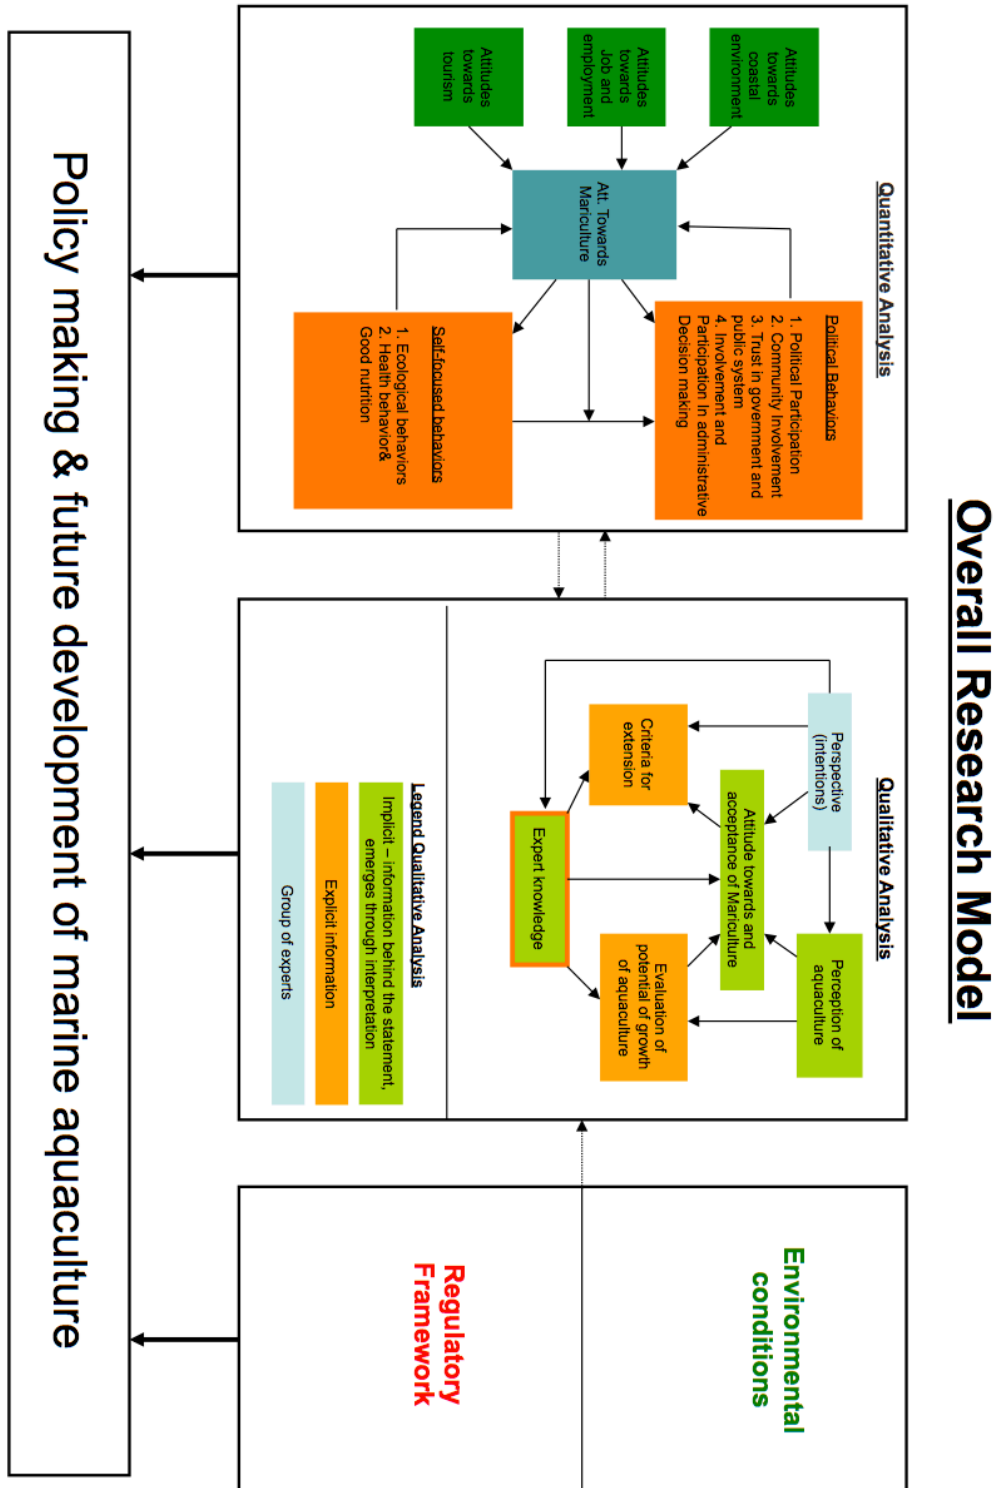 Overall Research Model
Quantitative Analysis
Attitudes
towards
coastal
environment
Attitudes
towards
Job and
employment
Attitudes
towards
tourism
Att. Towards
Mariculture
Political Behaviors
1. Political Participation
2. Community Involvement
3. Trust in government and
public system
4. Involvement and
Participation In administrative
Decision making
Self-focused behaviors
1. Ecological behaviors
2. Health behavior&
Good nutrition
Qualitative Analysis
Perspective
(intentions)
Perception of
aquaculture
Attitude towards and
acceptance of Mariculture
Criteria for
extension
Evaluation of
potential of growth
of aquaculture
Expert knowledge
Legend Qualitative Analysis
Implicit – information behind the statement,
emerges through interpretation
Explicit information
Group of experts
Environmental
conditions
Regulatory
Framework
Policy making & future development of marine aquaculture